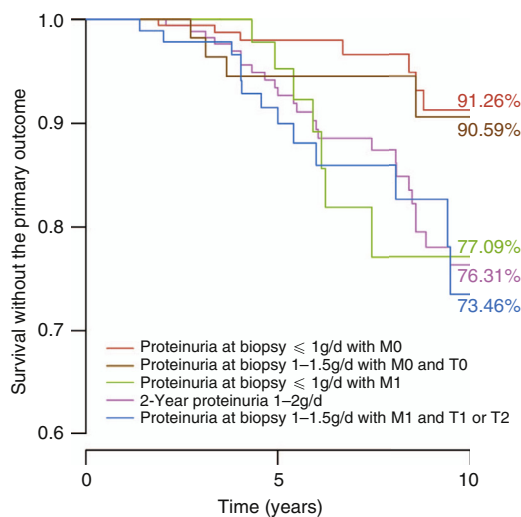 Survival without the primary outcome
1.0
0.9
0.8
0.7
0.6
91.26%
90.59%
77.09%
76.31%
73.46%
Proteinuria at biopsy ⩽ 1g/d with M0
Proteinuria at biopsy 1–1.5g/d with M0 and T0
Proteinuria at biopsy ⩽ 1g/d with M1
2-Year proteinuria 1–2g/d
Proteinuria at biopsy 1–1.5g/d with M1 and T1 or T2
0 5 10
Time (years)